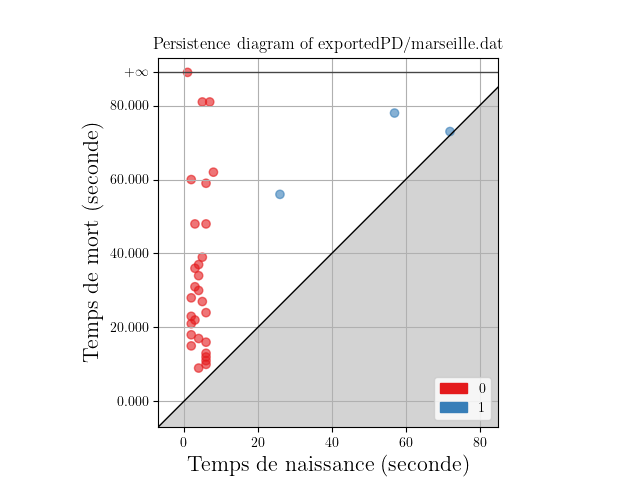 Persistence diagram of exportedPD/marseille.dat
+∞
80.000
60.000
40.000
20.000
0.000
Temps de mort (seconde)
0
1
0 20 40 60 80
Temps de naissance (seconde)